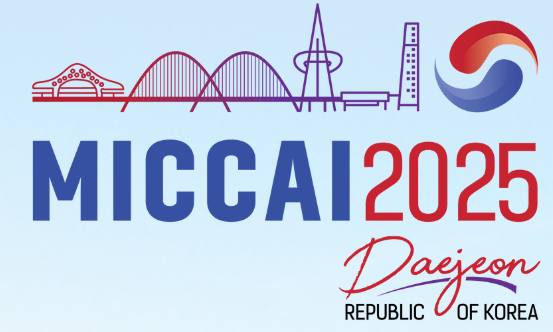 MICCAI2025
Daejeon
REPUBLIC OF KOREA